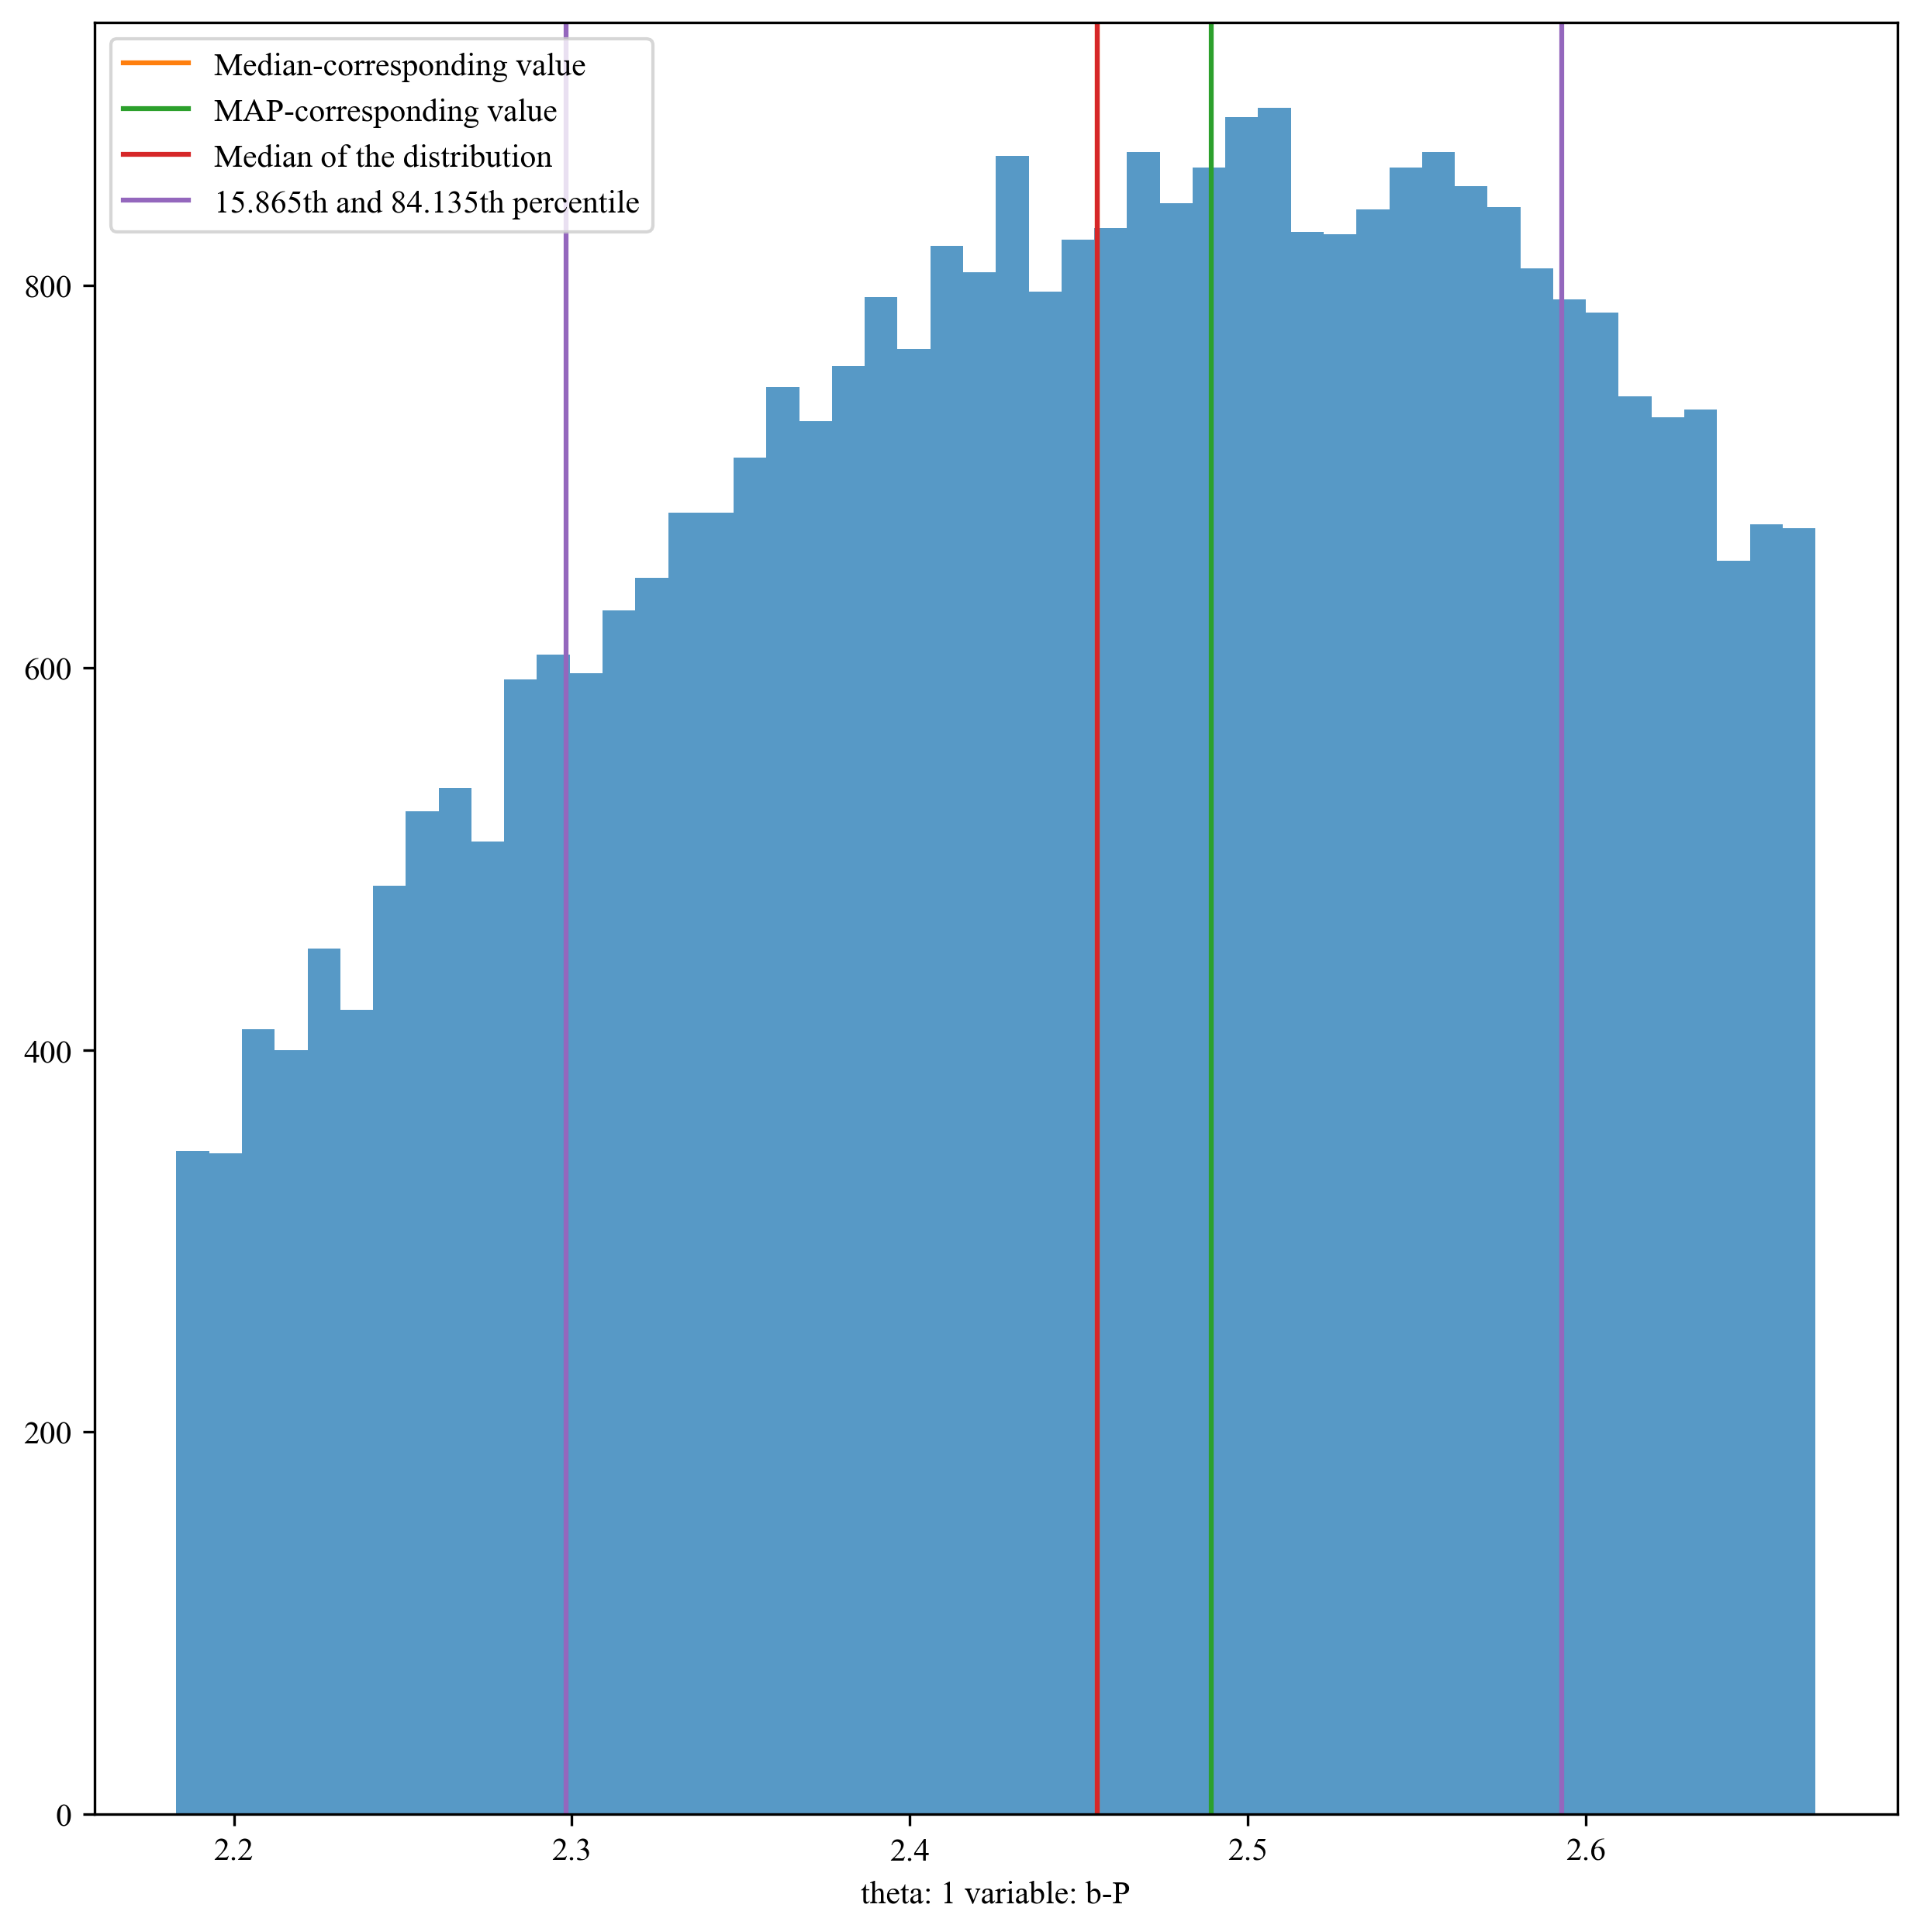 Median-corresponding value
MAP-corresponding value
Median of the distribution
15.865th and 84.135th percentile
800
600
400
200
0
2.2 2.3 2.4 2.5 2.6
theta: 1 variable: b-P